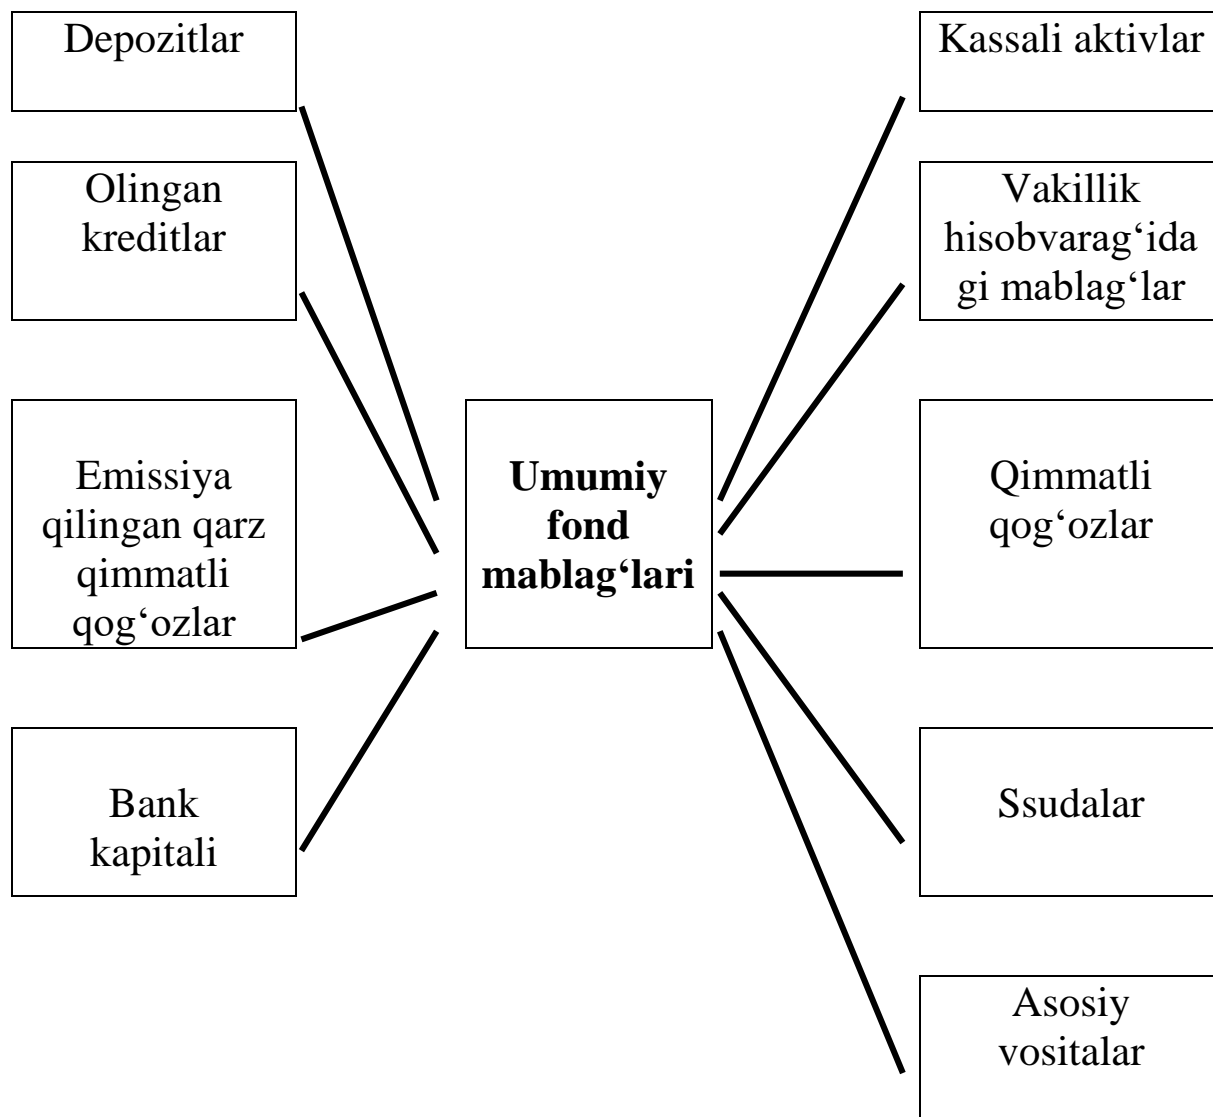 Depozitlar
Kassali aktivlar
Olingan
kreditlar
Vakillik
hisobvarag‘ida
gi mablag‘lar
Emissiya
qilingan qarz
qimmatli
qog‘ozlar
Umumiy
fond
mablag‘lari
Qimmatli
qog‘ozlar
Bank
kapitali
Ssudalar
Asosiy
vositalar